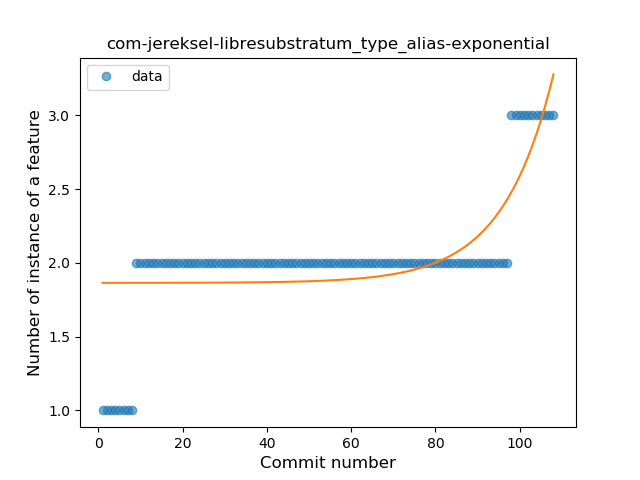 com-jereksel-libresubstratum_type_alias-exponential
data
Number of instance of a feature
3.0
2.5
2.0
1.5
1.0
0 20 40 60 80 100
Commit number